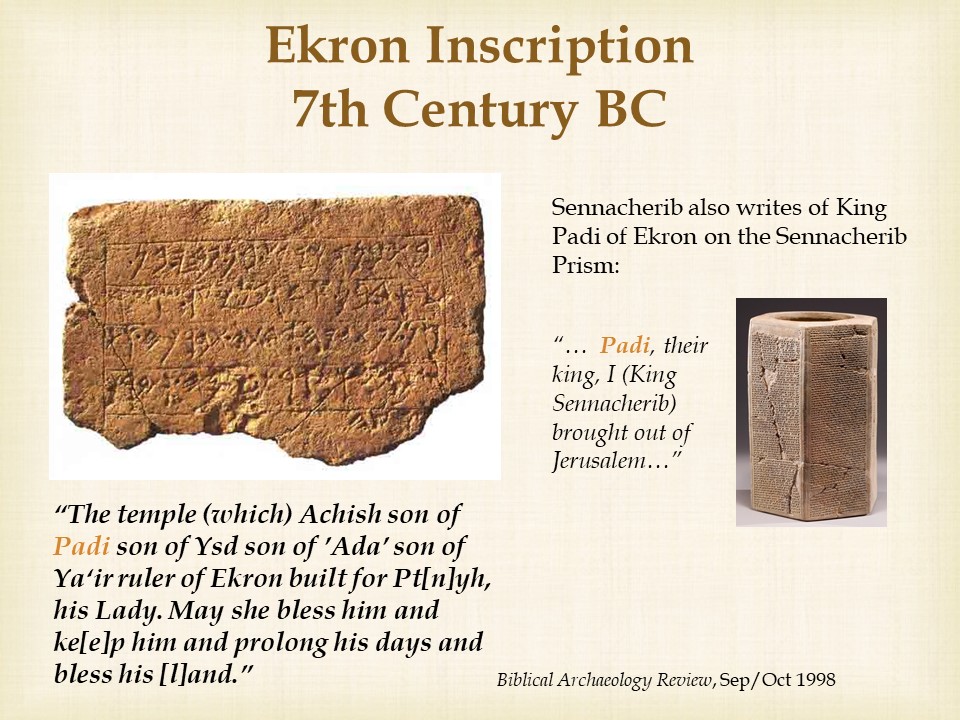 Ekron Inscription
7th Century BC
Sennacherib also writes of King
Padi of Ekron on the Sennacherib
Prism:
“… Padi, their
king, I (King
Sennacherib)
brought out of
Jerusalem…”
“The temple (which) Achish son of
Padi son of Ysd son of ’Ada’ son of
Ya‘ir ruler of Ekron built for Pt[n]yh,
his Lady. May she bless him and
ke[e]p him and prolong his days and
bless his [l]and.”
Biblical Archaeology Review, Sep/Oct 1998